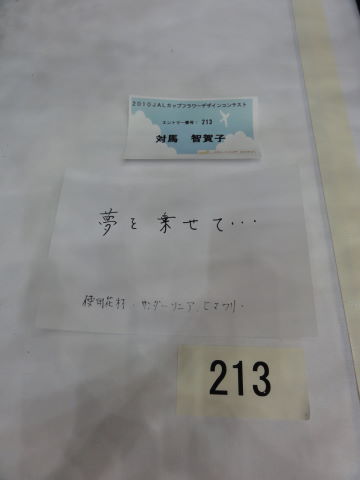 2010JALカップフラワーデザインコンテスト
エントリー番号: 213
対馬 智賀子
夢を乗せて・・・
使用花材・サンダーソニア、ヒマワリ・
213